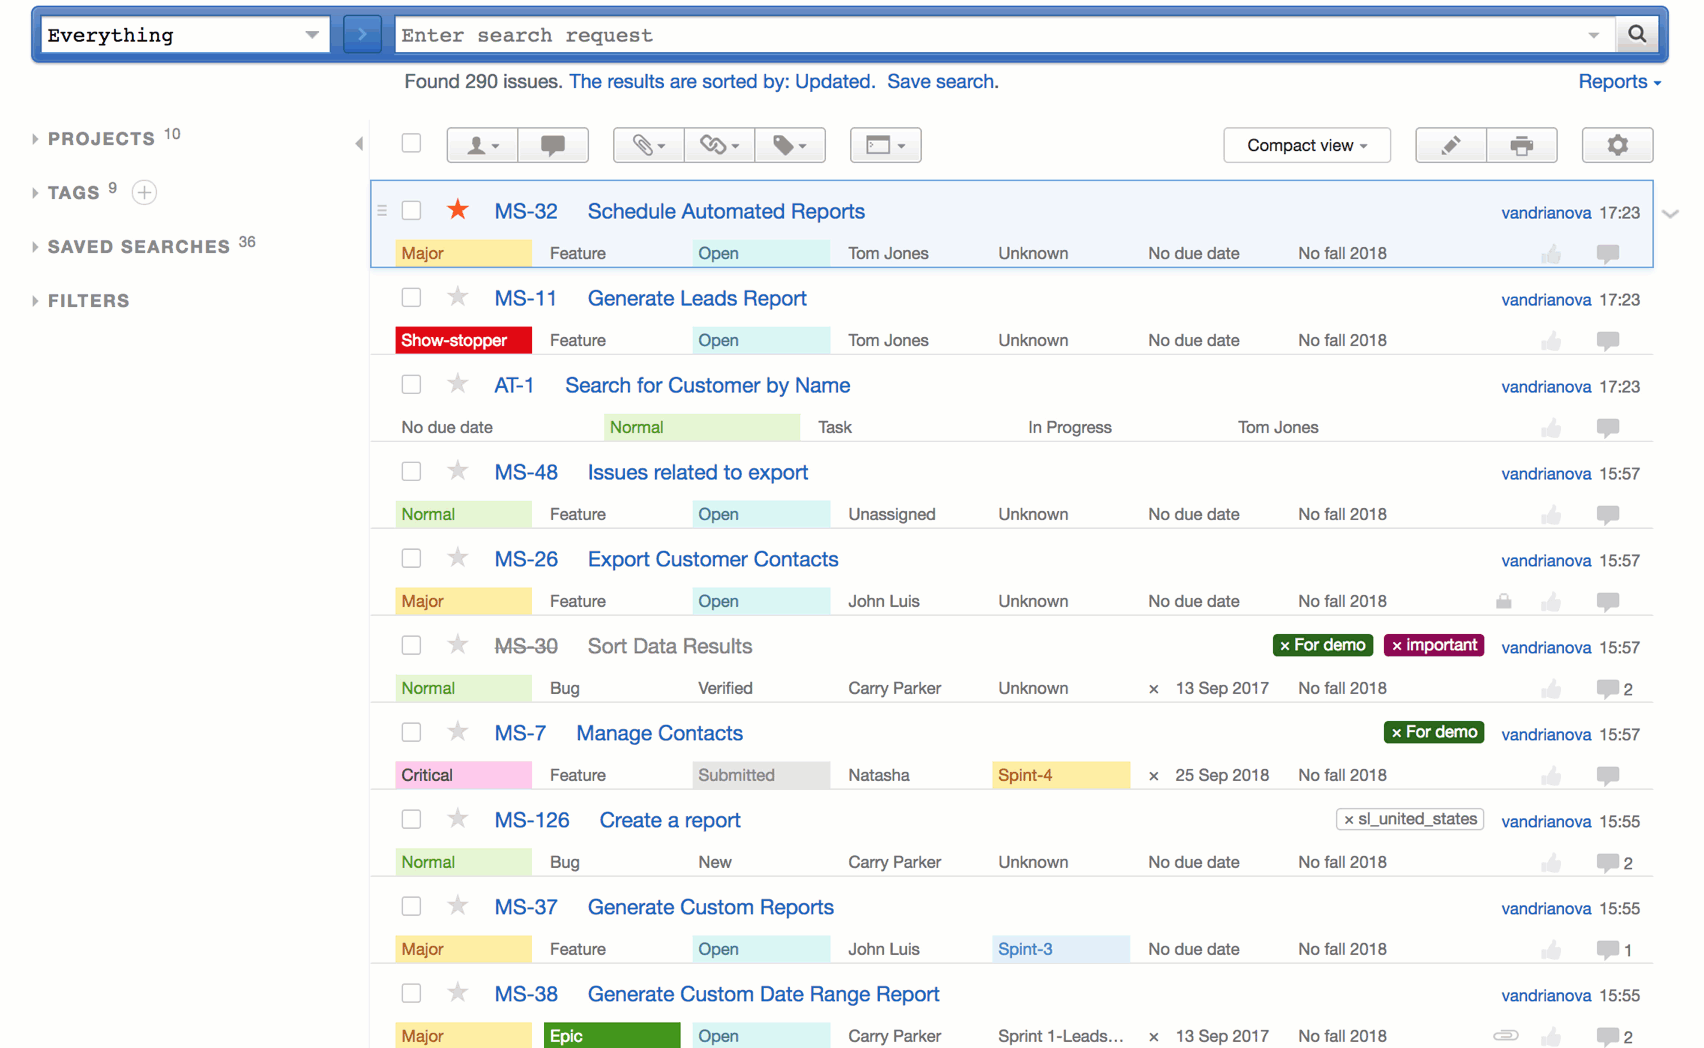 Everything
Enter search request
Found 290 issues. The results are sorted by: Updated. Save search.
Reports
PROJECTS 10
TAGS 9
SAVED SEARCHES 36
FILTERS
Compact view
MS-32 Schedule Automated Reports vandrianova 17:23
Major Feature Open Tom Jones Unknown No due date No fall 2018
MS-11 Generate Leads Report vandrianova 17:23
Show-stopper Feature Open Tom Jones Unknown No due date No fall 2018
AT-1 Search for Customer by Name vandrianova 17:23
No due date Normal Task In Progress Tom Jones
MS-48 Issues related to export vandrianova 15:57
Normal Feature Open Unassigned Unknown No due date No fall 2018
MS-26 Export Customer Contacts vandrianova 15:57
Major Feature Open John Luis Unknown No due date No fall 2018
MS-30 Sort Data Results × For demo × important vandrianova 15:57
Normal Bug Verified Carry Parker Unknown × 13 Sep 2017 No fall 2018 2
MS-7 Manage Contacts × For demo vandrianova 15:57
Critical Feature Submitted Natasha Spint-4 × 25 Sep 2018 No fall 2018
MS-126 Create a report × sl_united_states vandrianova 15:55
Normal Bug New Carry Parker Unknown No due date No fall 2018 2
MS-37 Generate Custom Reports vandrianova 15:55
Major Feature Open John Luis Spint-3 No due date No fall 2018 1
MS-38 Generate Custom Date Range Report vandrianova 15:55
Major Epic Open Carry Parker Sprint 1-Leads... × 13 Sep 2017 No fall 2018 2